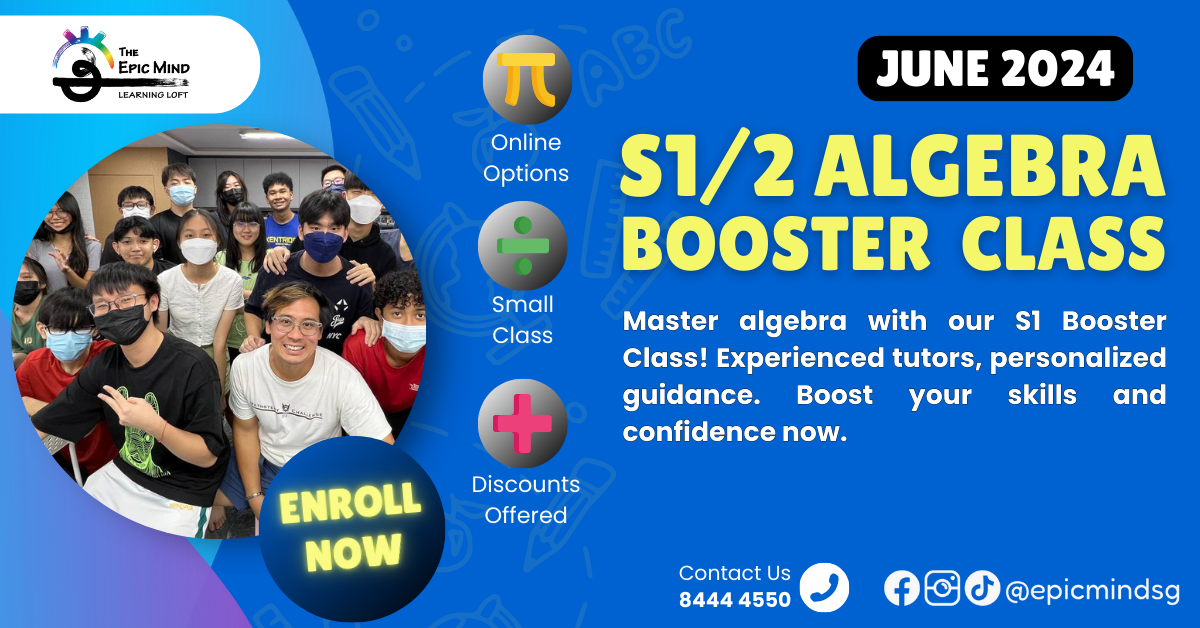 THE
EPIC MIND
LEARNING LOFT
JUNE 2024
S1/2 ALGEBRA
BOOSTER CLASS
Master algebra with our S1 Booster
Class! Experienced tutors, personalized
guidance. Boost your skills and
confidence now.
π
Online
Options
÷
Small
Class
+
Discounts
Offered
ABC
ENROLL
NOW
Contact Us
8444 4550
@epicmindsg